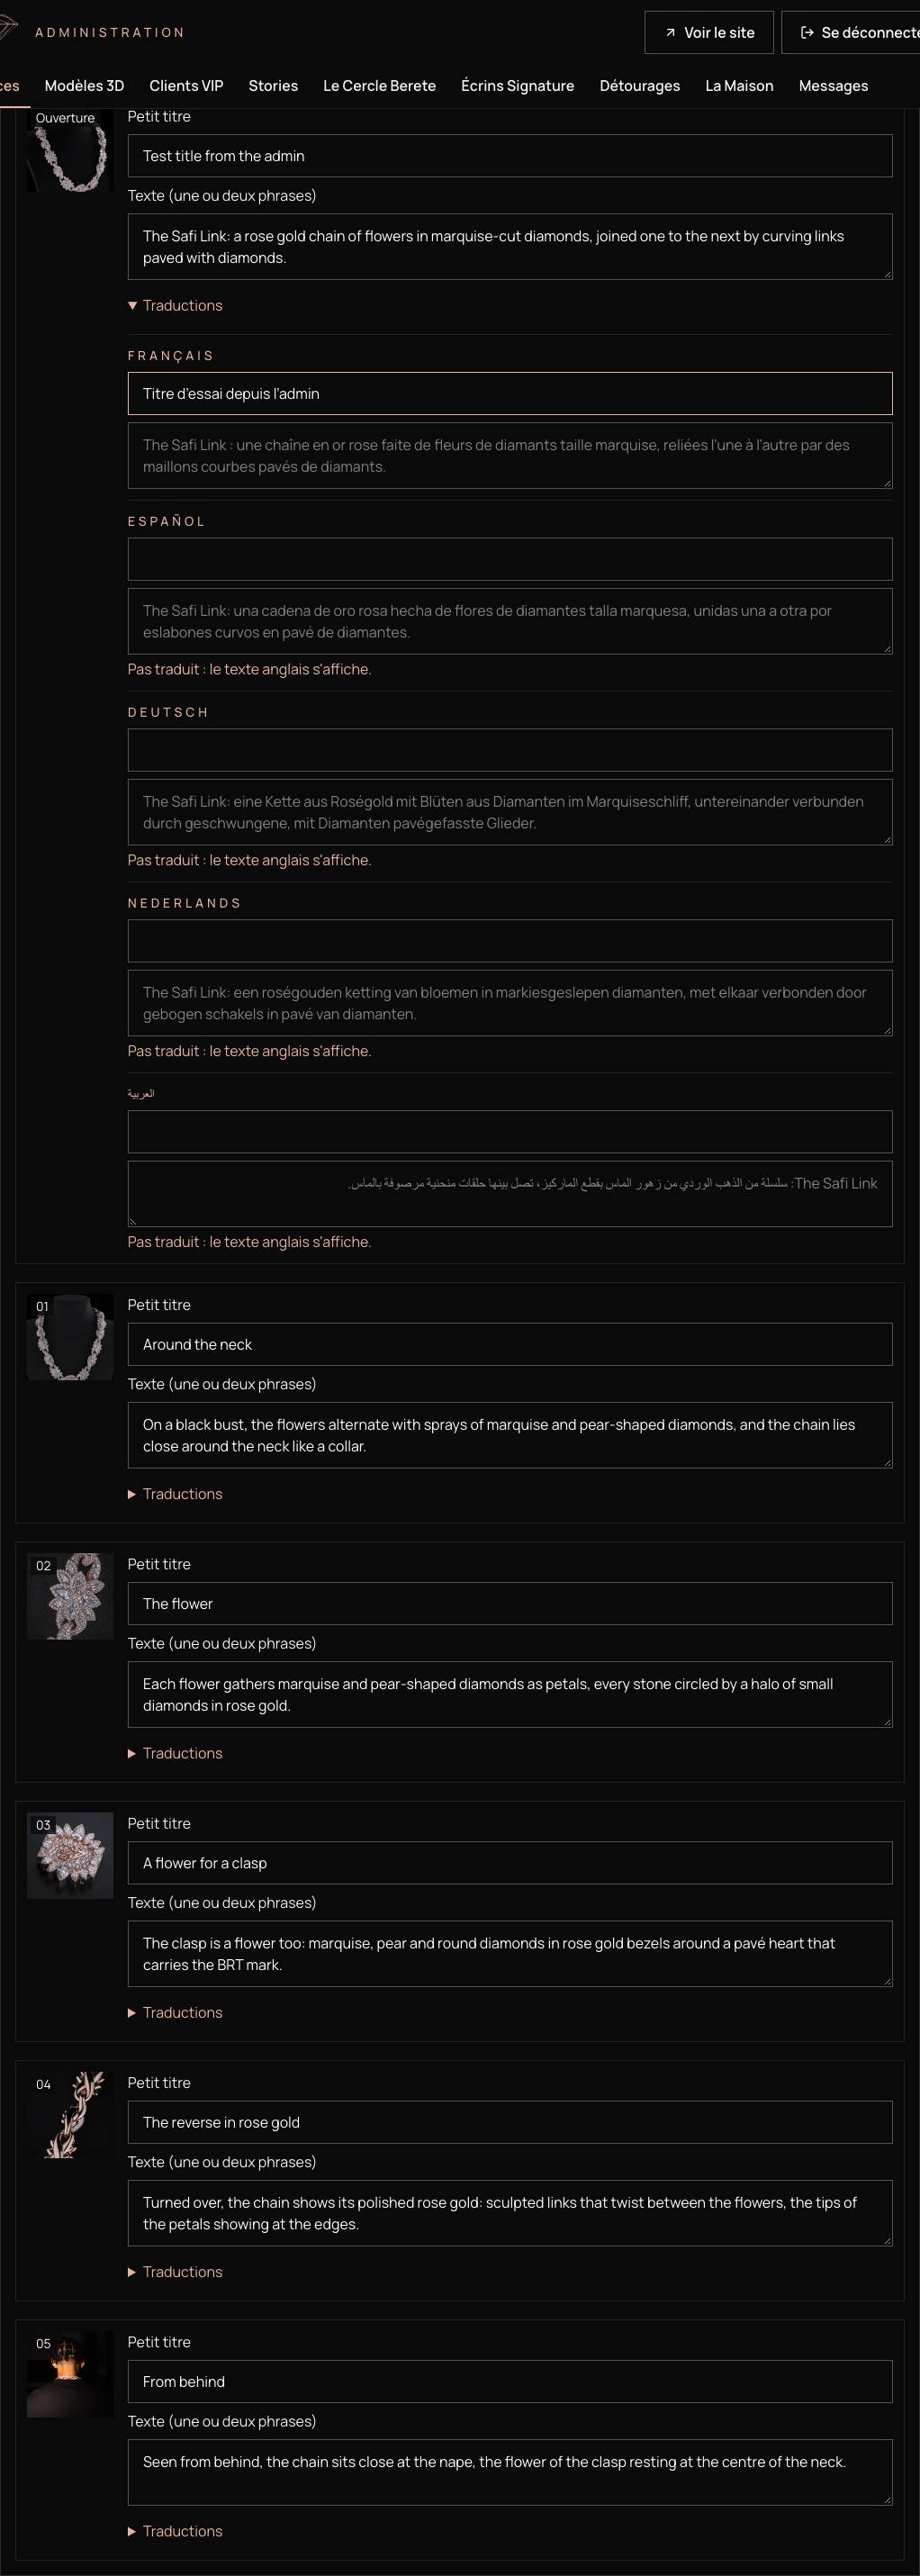 ADMINISTRATION
Voir le site
Se déconnecte
ces
Modèles 3D
Clients VIP
Stories
Le Cercle Berete
Écrins Signature
Détourages
La Maison
Messages
Ouverture
Petit titre
Test title from the admin
Texte (une ou deux phrases)
The Safi Link: a rose gold chain of flowers in marquise-cut diamonds, joined one to the next by curving links
paved with diamonds.
Traductions
FRANÇAIS
Titre d'essai depuis l'admin
The Safi Link : une chaîne en or rose faite de fleurs de diamants taille marquise, reliées l'une à l'autre par des
maillons courbes pavés de diamants.
ESPAÑOL
The Safi Link: una cadena de oro rosa hecha de flores de diamantes talla marquesa, unidas una a otra por
eslabones curvos en pavé de diamantes.
Pas traduit : le texte anglais s'affiche.
DEUTSCH
The Safi Link: eine Kette aus Roségold mit Blüten aus Diamanten im Marquiseschliff, untereinander verbunden
durch geschwungene, mit Diamanten pavégefasste Glieder.
Pas traduit : le texte anglais s'affiche.
NEDERLANDS
The Safi Link: een roségouden ketting van bloemen in markiesgeslepen diamanten, met elkaar verbonden door
gebogen schakels in pavé van diamanten.
Pas traduit : le texte anglais s'affiche.
العربية
The Safi Link: سلسلة من الذهب الوردي من زهور الماس بقطع الماركيز، تصل بينها حلقات منحنية مرصوفة بالماس.
Pas traduit : le texte anglais s'affiche.
01
Petit titre
Around the neck
Texte (une ou deux phrases)
On a black bust, the flowers alternate with sprays of marquise and pear-shaped diamonds, and the chain lies
close around the neck like a collar.
Traductions
02
Petit titre
The flower
Texte (une ou deux phrases)
Each flower gathers marquise and pear-shaped diamonds as petals, every stone circled by a halo of small
diamonds in rose gold.
Traductions
03
Petit titre
A flower for a clasp
Texte (une ou deux phrases)
The clasp is a flower too: marquise, pear and round diamonds in rose gold bezels around a pavé heart that
carries the BRT mark.
Traductions
04
Petit titre
The reverse in rose gold
Texte (une ou deux phrases)
Turned over, the chain shows its polished rose gold: sculpted links that twist between the flowers, the tips of
the petals showing at the edges.
Traductions
05
Petit titre
From behind
Texte (une ou deux phrases)
Seen from behind, the chain sits close at the nape, the flower of the clasp resting at the centre of the neck.
Traductions